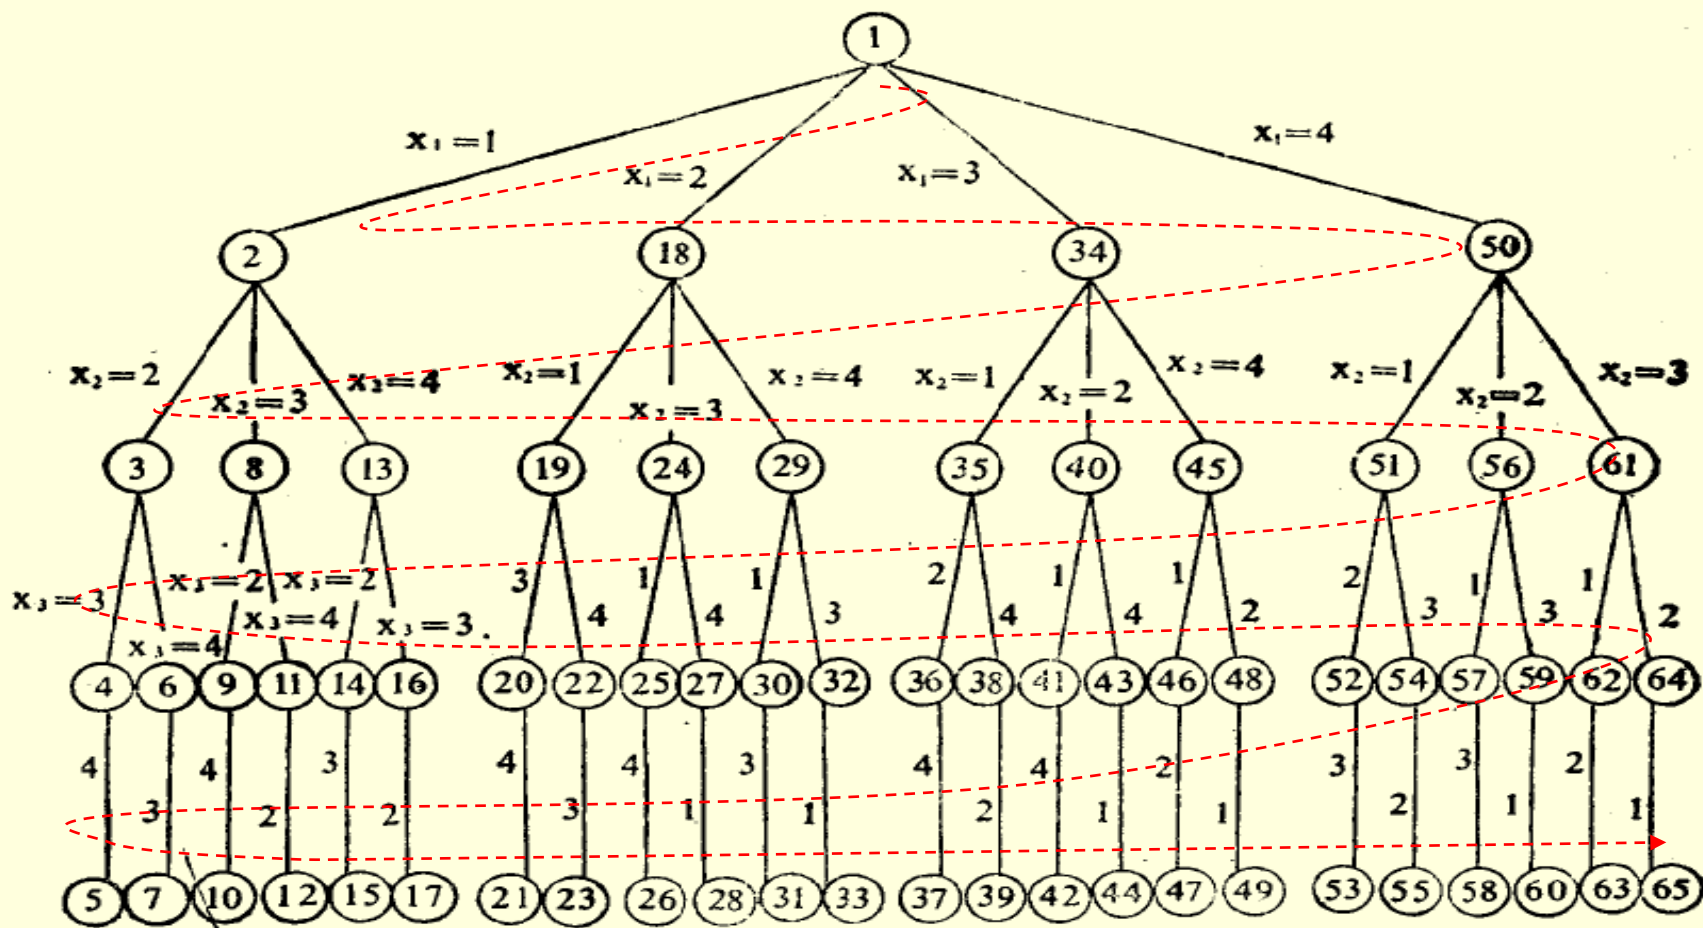 1
x₁=1 x₁=2 x₁=3 x₁=4
2 18 34 50
x₂=2 x₂=3 x₂=4 x₂=1 x₂=3 x₂=4 x₂=1 x₂=2 x₂=4 x₂=1 x₂=2 x₂=3
3 8 13 19 24 29 35 40 45 51 56 61
x₃=3 x₃=4 x₃=2 x₃=4 x₃=2 x₃=3. 3 4 1 4 1 3 2 4 1 4 1 2 2 3 1 3 1 2
4 6 9 11 14 16 20 22 25 27 30 32 36 38 41 43 46 48 52 54 57 59 62 64
4 3 4 2 3 2 4 3 4 1 3 1 4 2 4 1 2 1 3 2 3 1 2 1
5 7 10 12 15 17 21 23 26 28 31 33 37 39 42 44 47 49 53 55 58 60 63 65